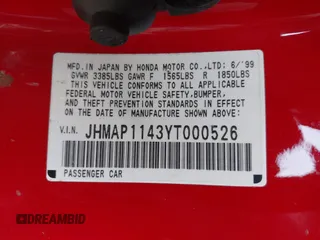 MFD. IN JAPAN BY HONDA MOTOR CO.,LTD: 6/'99
GVWR 3385LBS GAWR F 1565LBS R 1850LBS
THIS VEHICLE CONFORMS TO ALL APPLICABLE
FEDERAL MOTOR VEHICLE SAFETY,BUMPER,
AND THEFT PREVENTION STANDARDS IN EFFECT
ON THE DATE OF MANUFACTURE SHOWN ABOVE.
V.I.N. JHMAP1143YT000526
PASSENGER CAR
DREAMBID